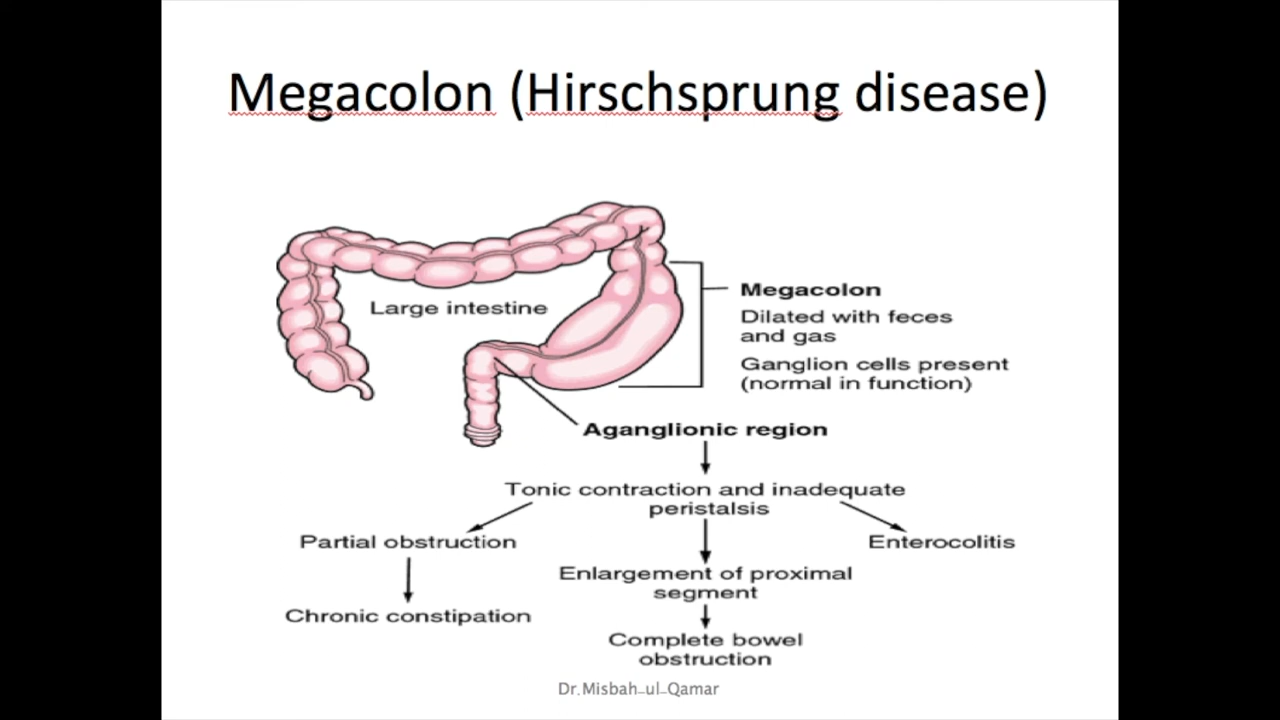 Megacolon (Hirschsprung disease)
Large intestine
Megacolon
Dilated with feces
and gas
Ganglion cells present
(normal in function)
Aganglionic region
Tonic contraction and inadequate
peristalsis
Partial obstruction
Enterocolitis
Enlargement of proximal
segment
Chronic constipation
Complete bowel
obstruction
Dr.Misbah-ul-Qamar